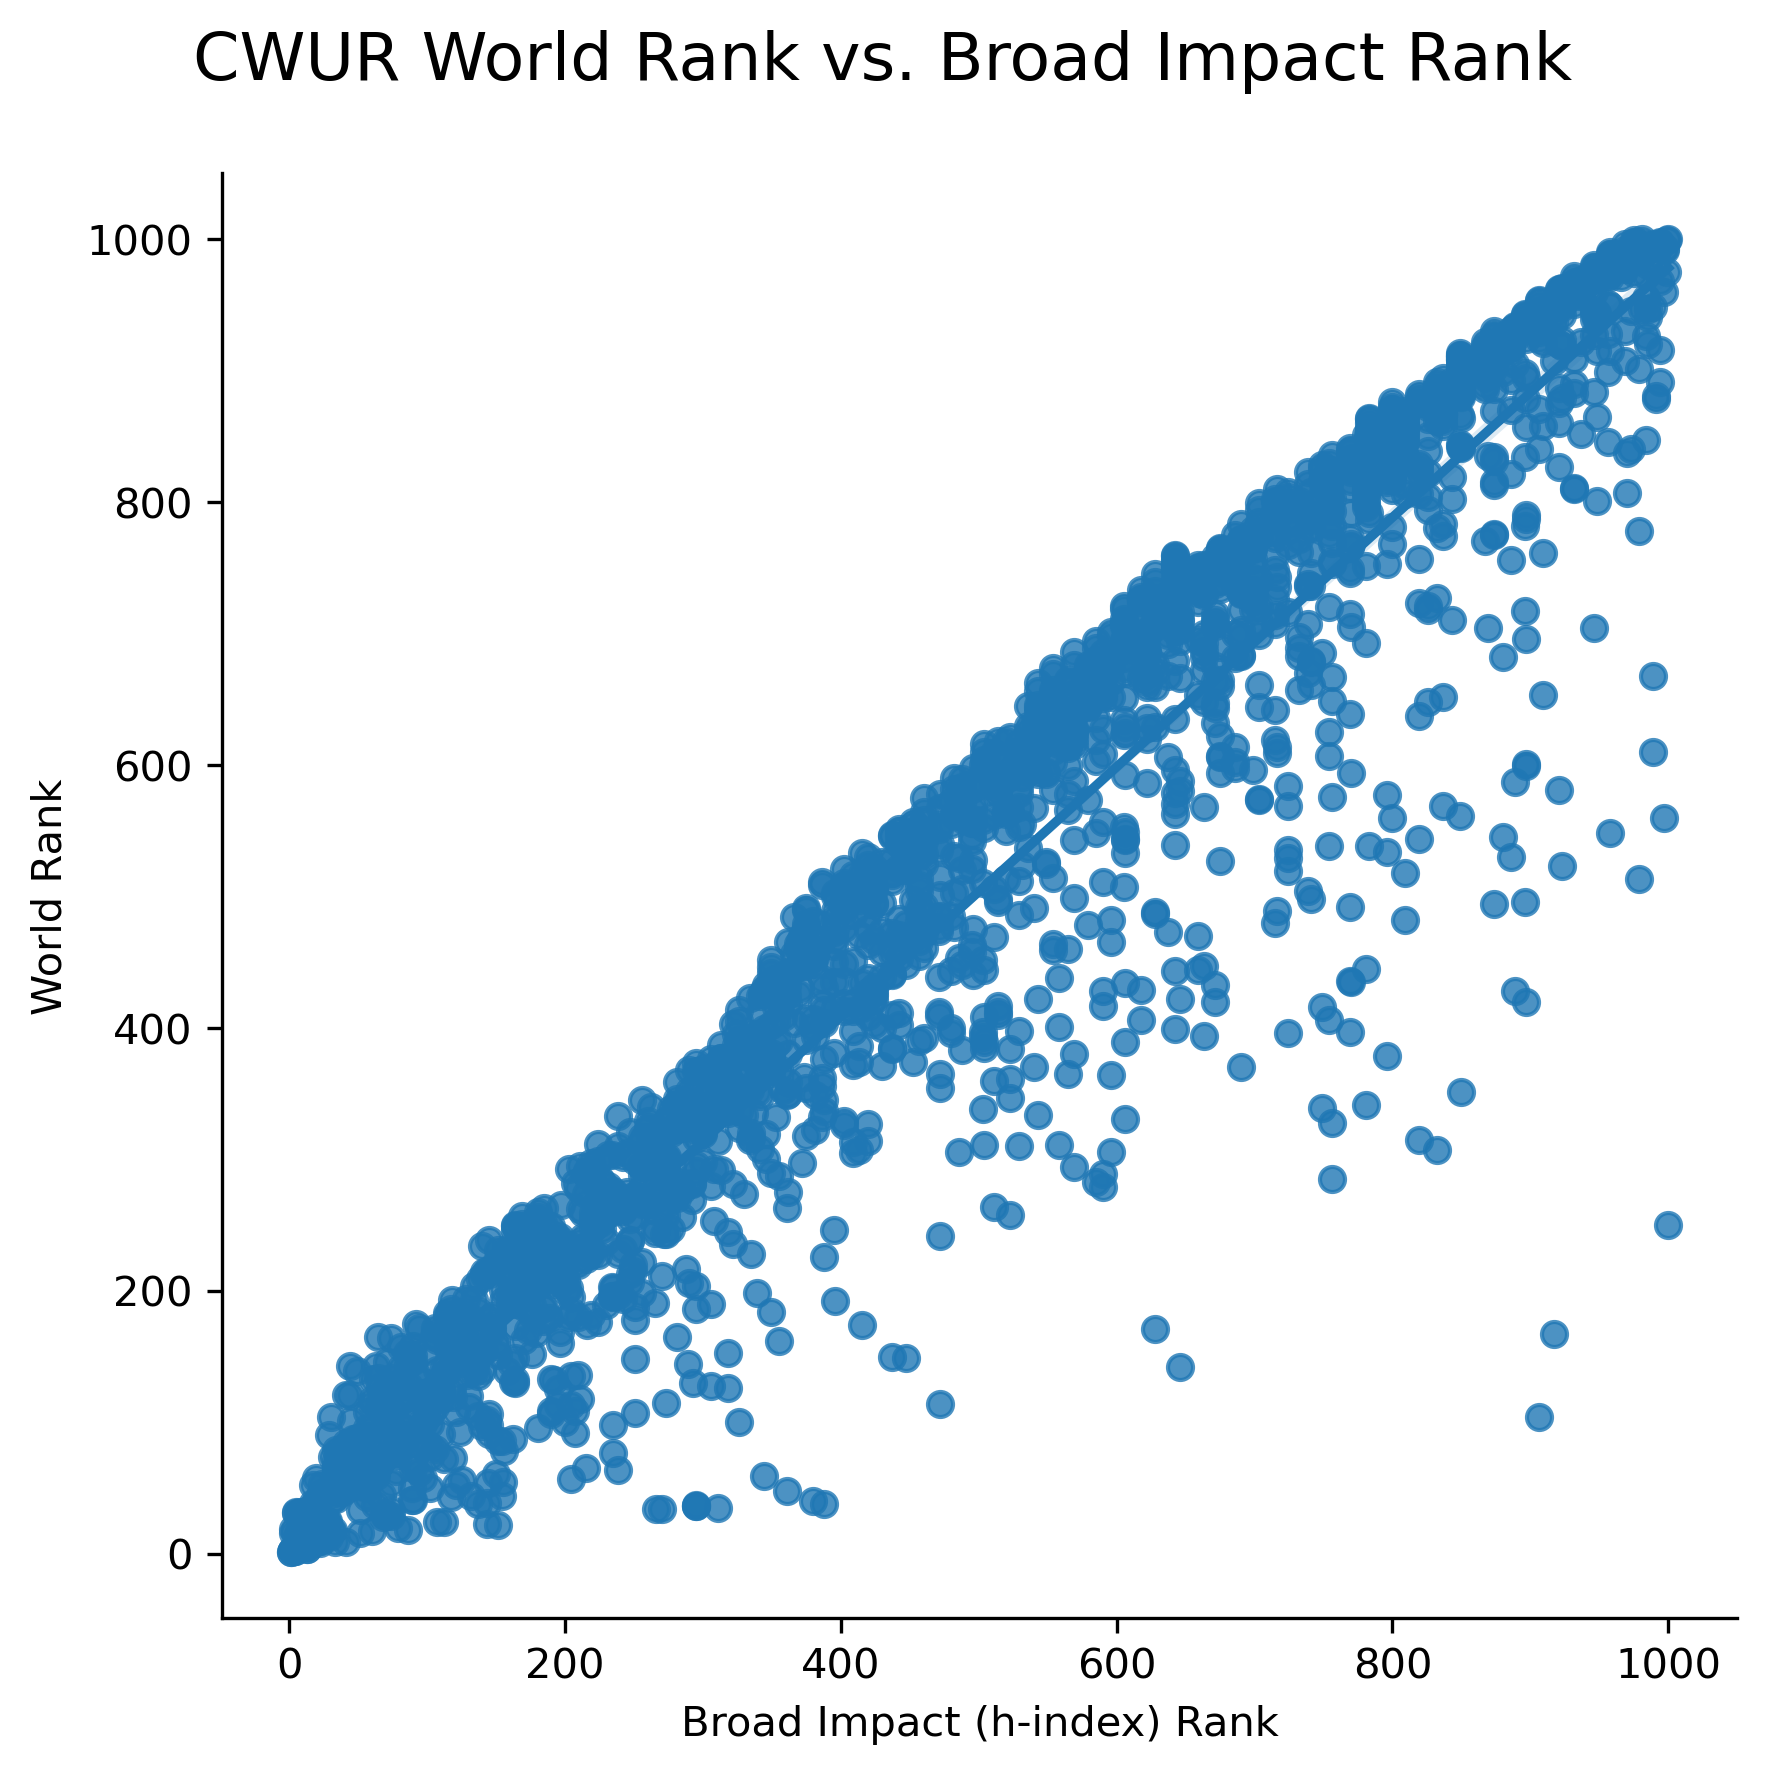 CWUR World Rank vs. Broad Impact Rank
1000
800
600
400
200
0
World Rank
0 200 400 600 800 1000
Broad Impact (h-index) Rank